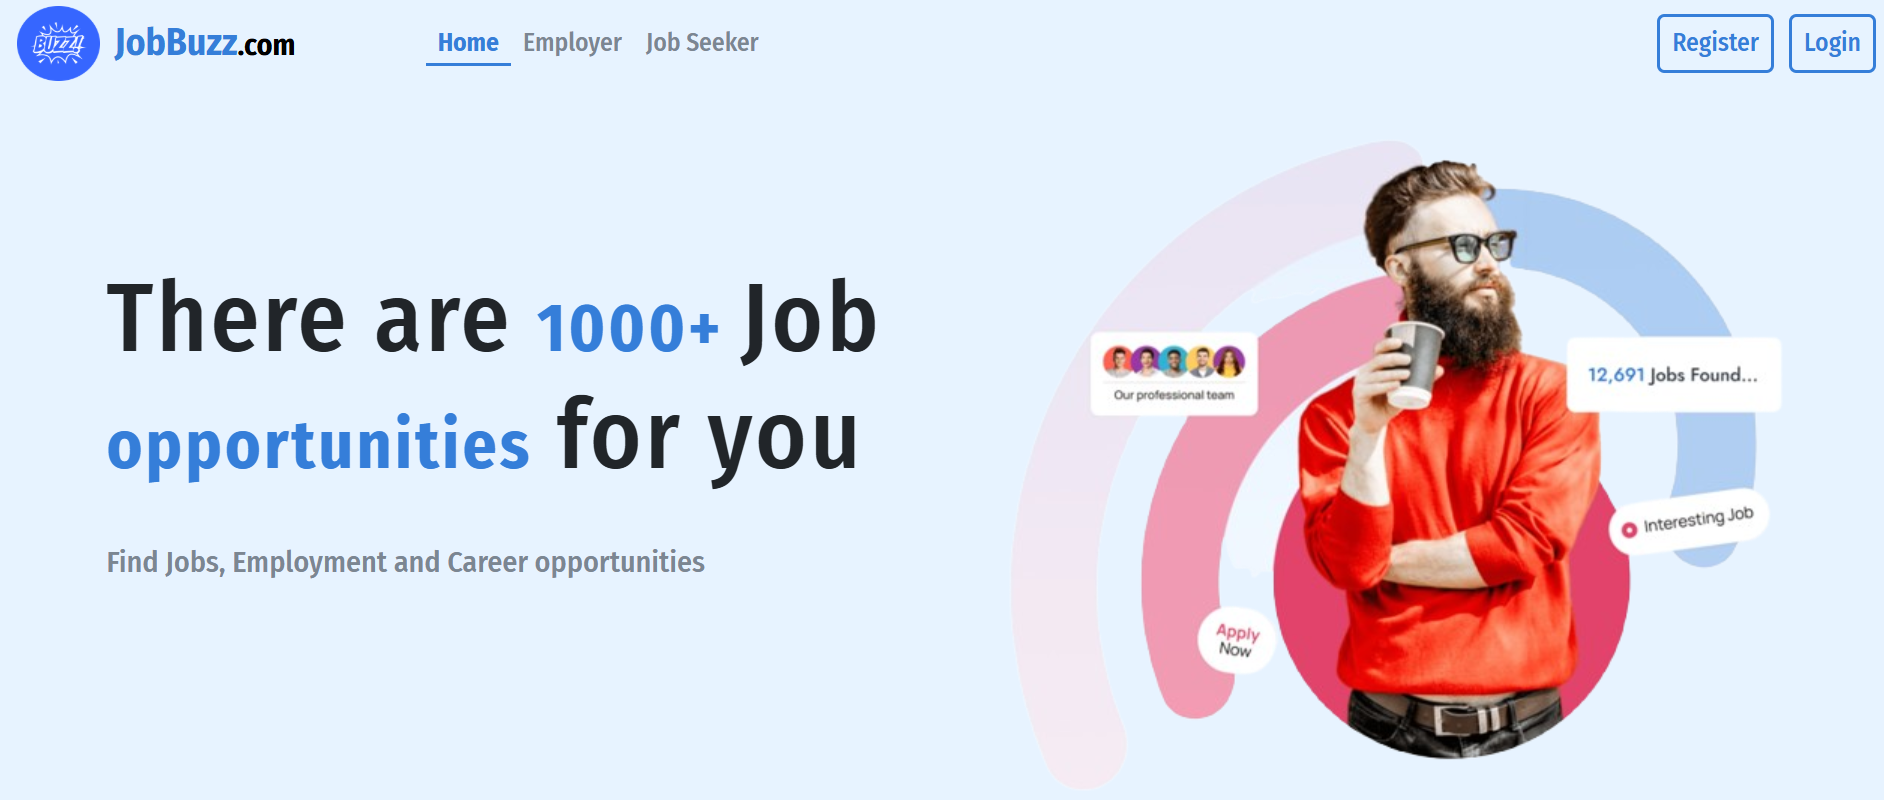 BUZZ4
JobBuzz.com
Home Employer Job Seeker
Register Login
There are 1000+ Job
opportunities for you
Find Jobs, Employment and Career opportunities
Our professional team
12,691 Jobs Found...
Interesting Job
Apply
Now